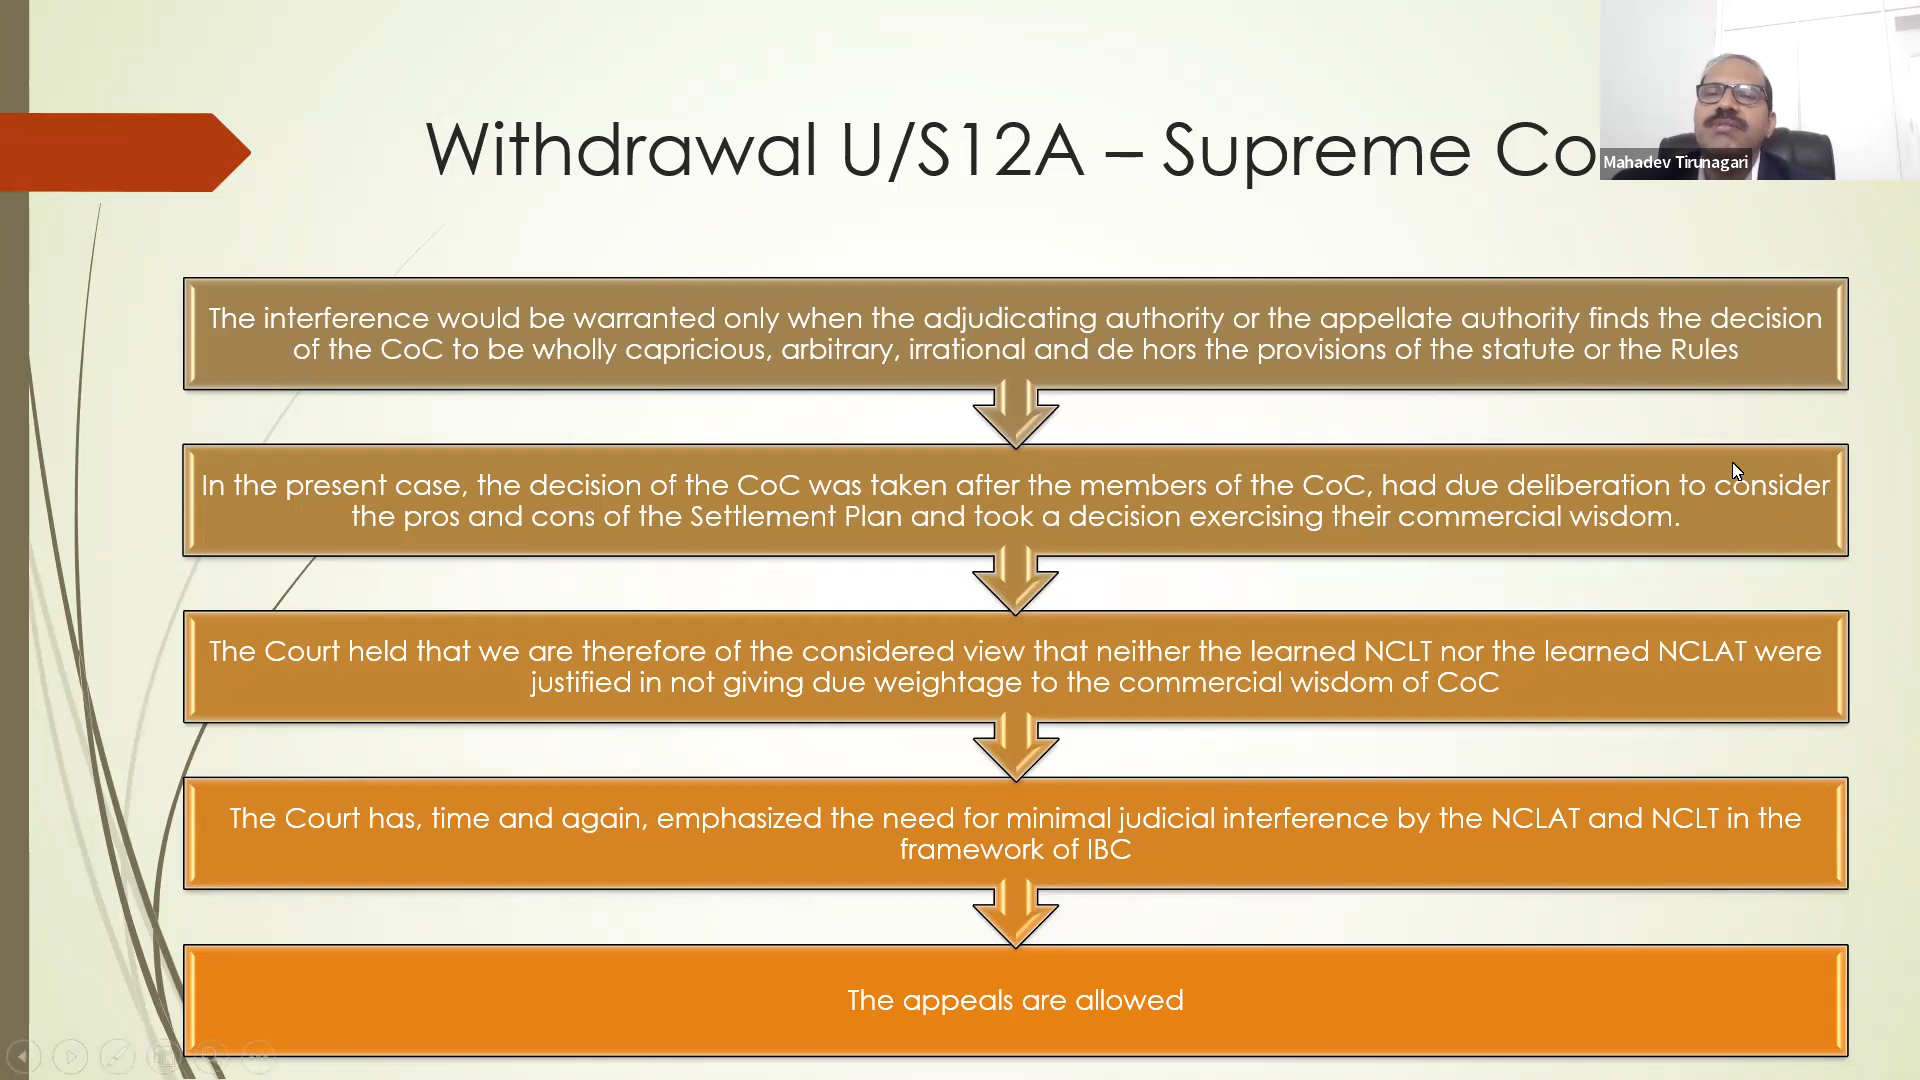 Withdrawal U/S12A – Supreme Co
Mahadev Tirunagari
The interference would be warranted only when the adjudicating authority or the appellate authority finds the decision
of the CoC to be wholly capricious, arbitrary, irrational and de hors the provisions of the statute or the Rules
In the present case, the decision of the CoC was taken after the members of the CoC, had due deliberation to consider
the pros and cons of the Settlement Plan and took a decision exercising their commercial wisdom.
The Court held that we are therefore of the considered view that neither the learned NCLT nor the learned NCLAT were
justified in not giving due weightage to the commercial wisdom of CoC
The Court has, time and again, emphasized the need for minimal judicial interference by the NCLAT and NCLT in the
framework of IBC
The appeals are allowed